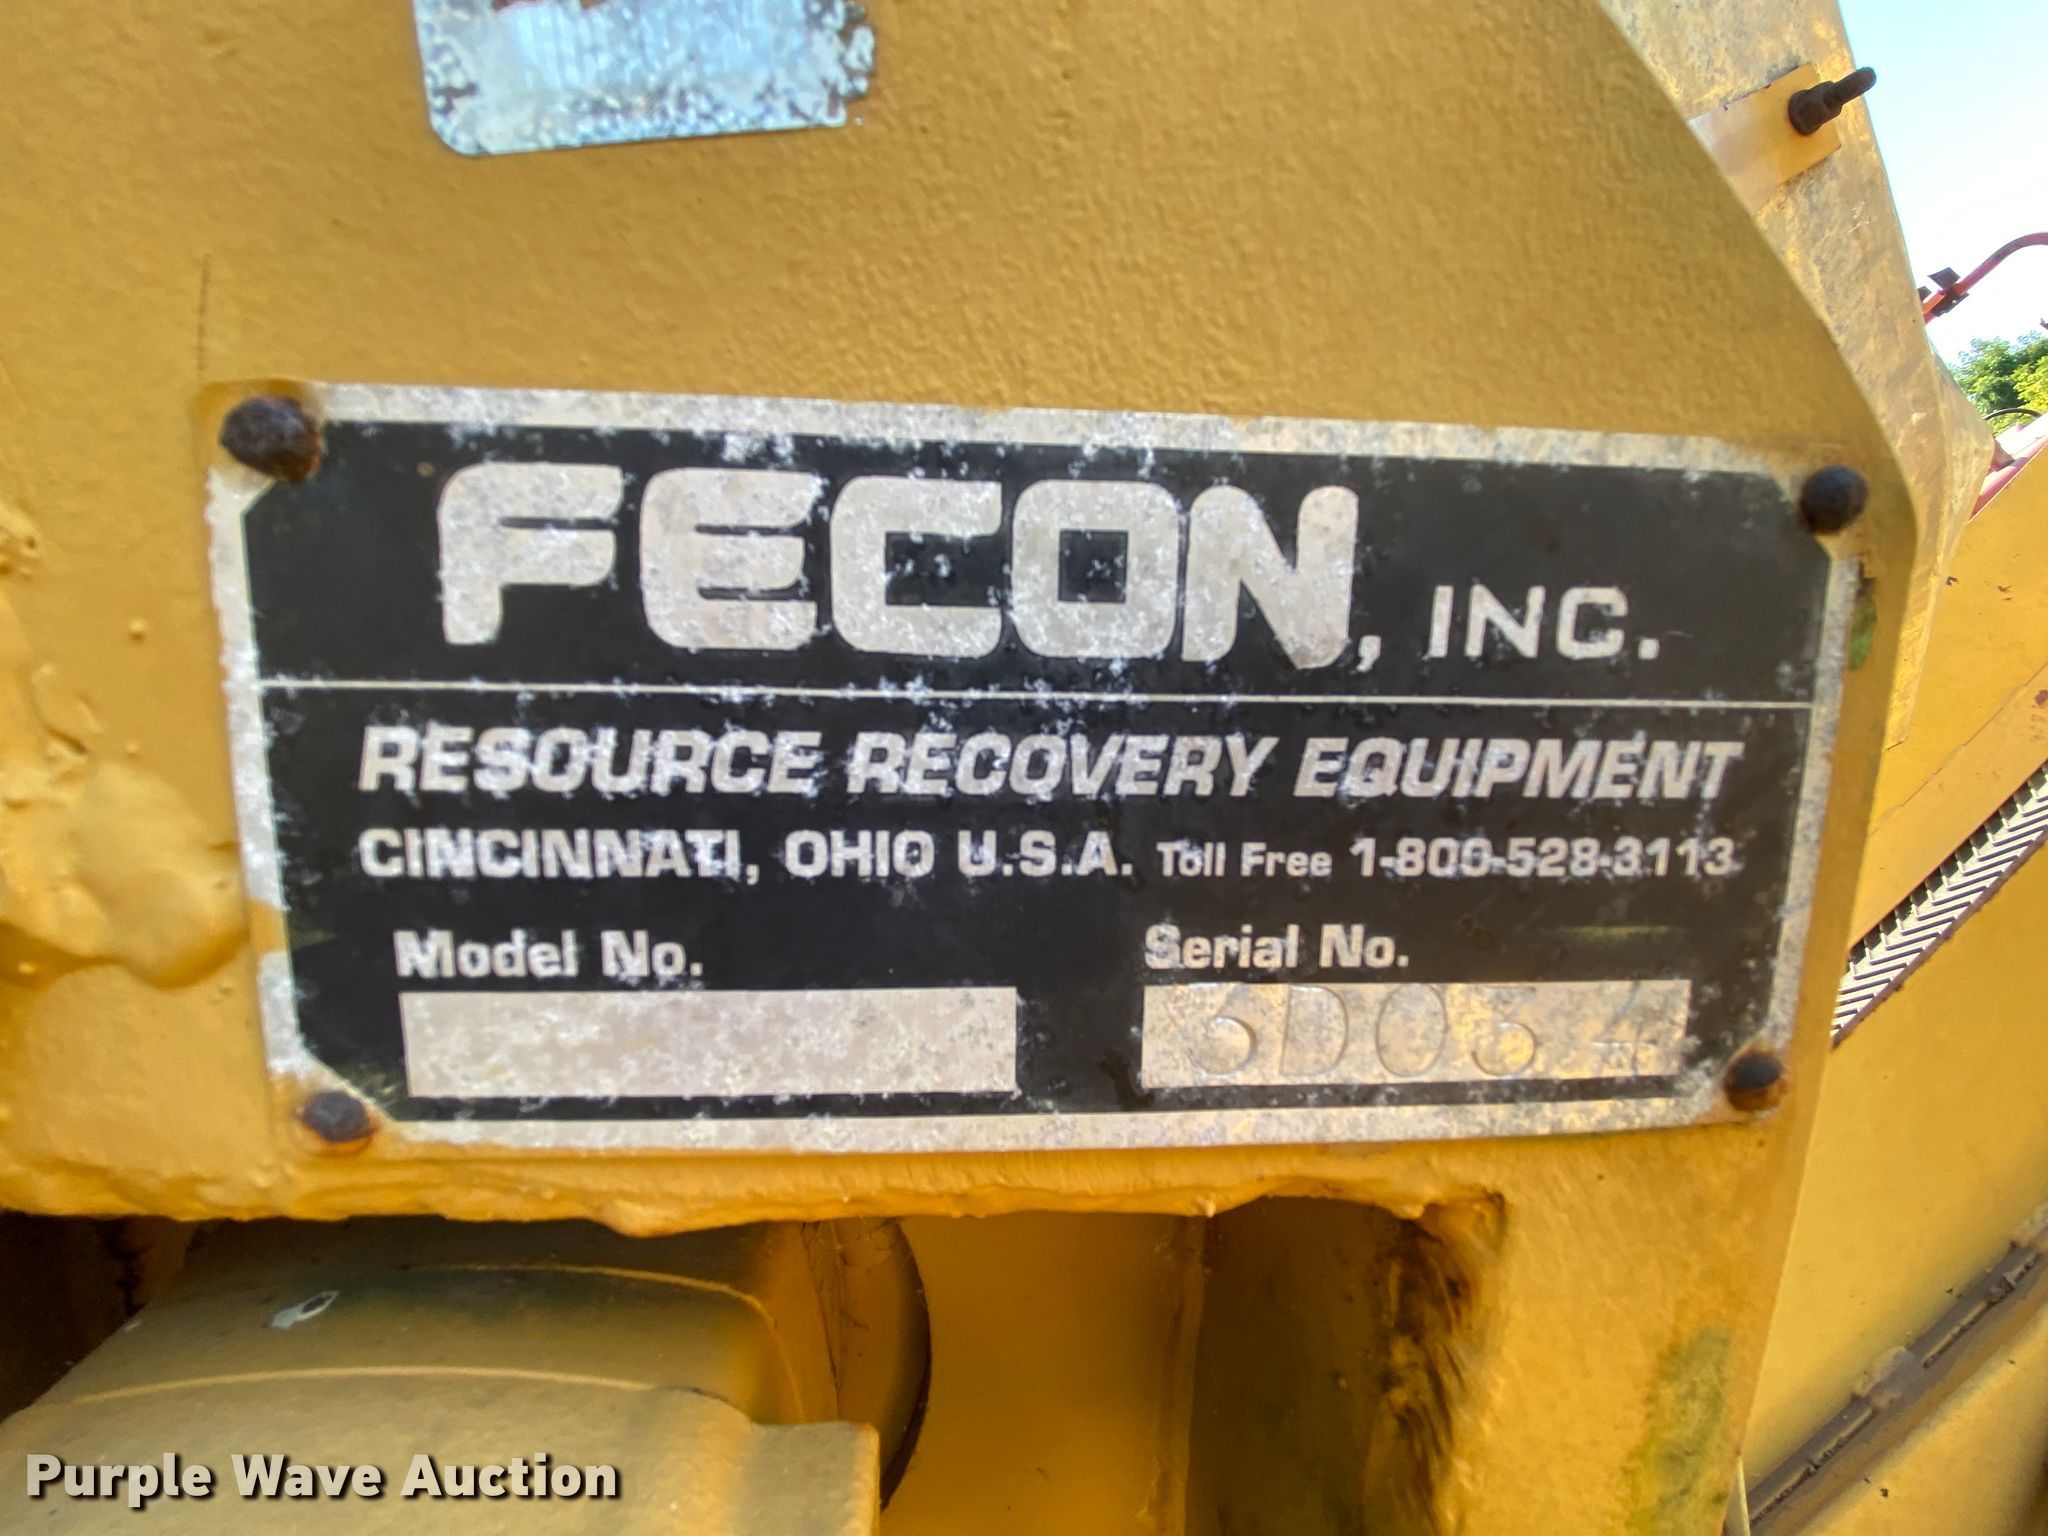 FECON, INC.
RESOURCE RECOVERY EQUIPMENT
CINCINNATI, OHIO U.S.A. Toll Free 1-800-528-3113
Model No. Serial No.
Purple Wave Auction